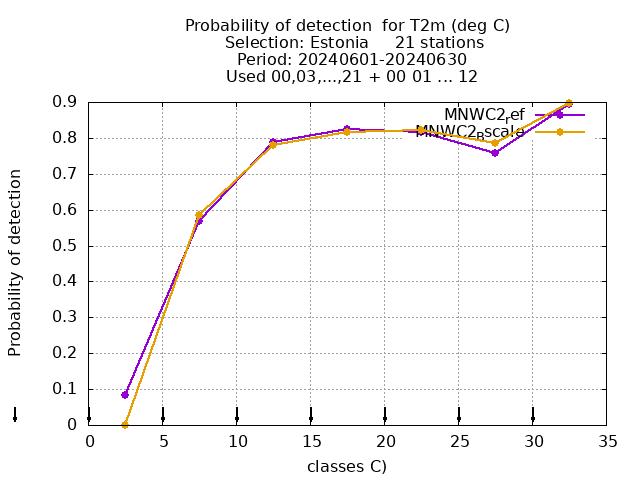 Probability of detection  for T2m (deg C)
Selection: Estonia     21 stations
Period: 20240601-20240630
Used 00,03,...,21 + 00 01 ... 12
MNWC2ref
MNWC2Bscale
Probability of detection
0.9
0.8
0.7
0.6
0.5
0.4
0.3
0.2
0.1
0
0 5 10 15 20 25 30 35
classes C)